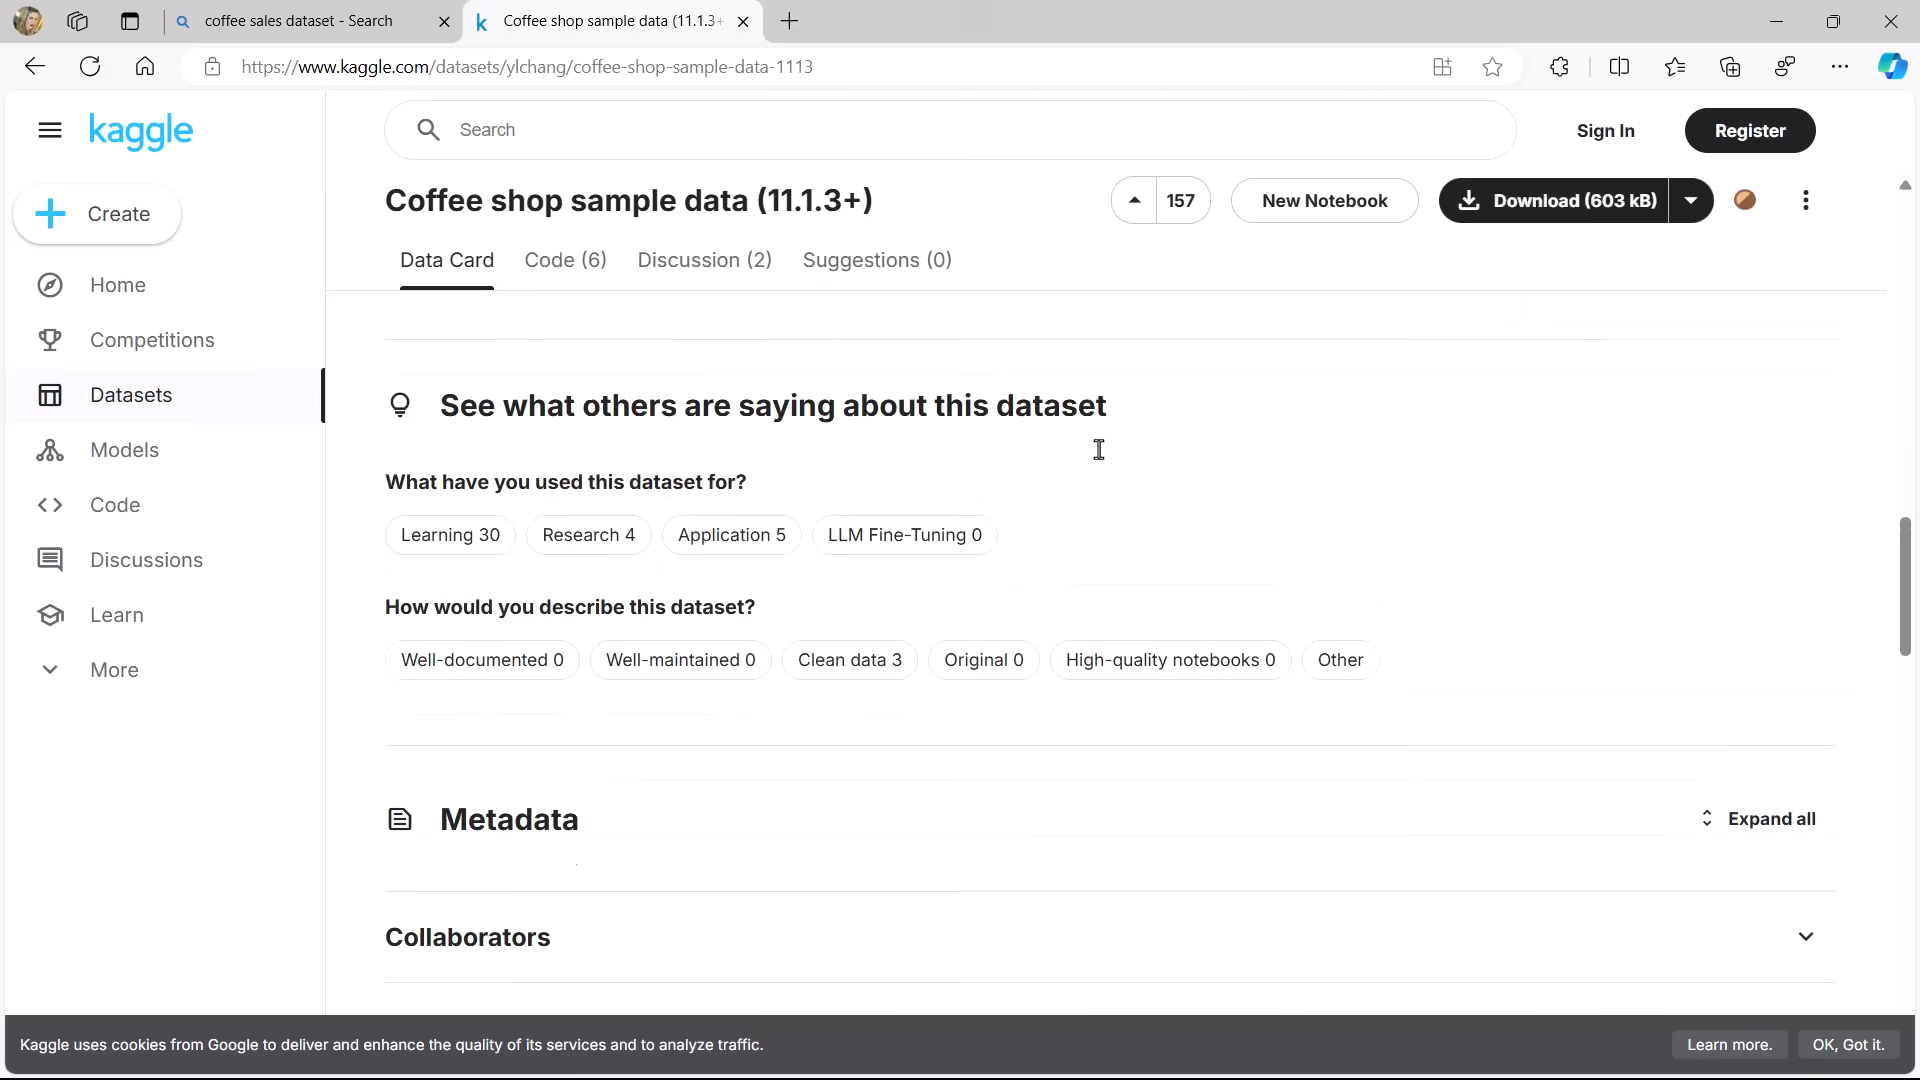 coffee sales dataset - Search
Coffee shop sample data (11.1.3+
https://www.kaggle.com/datasets/ylchang/coffee-shop-sample-data-1113
kaggle
Search
Sign In
Register
Create
Coffee shop sample data (11.1.3+)
157
New Notebook
Download (603 kB)
Data Card
Code (6)
Discussion (2)
Suggestions (0)
Home
Competitions
Datasets
Models
Code
Discussions
Learn
More
See what others are saying about this dataset
What have you used this dataset for?
Learning 30
Research 4
Application 5
LLM Fine-Tuning 0
How would you describe this dataset?
Well-documented 0
Well-maintained 0
Clean data 3
Original 0
High-quality notebooks 0
Other
Metadata
Expand all
Collaborators
Kaggle uses cookies from Google to deliver and enhance the quality of its services and to analyze traffic.
Learn more.
OK, Got it.